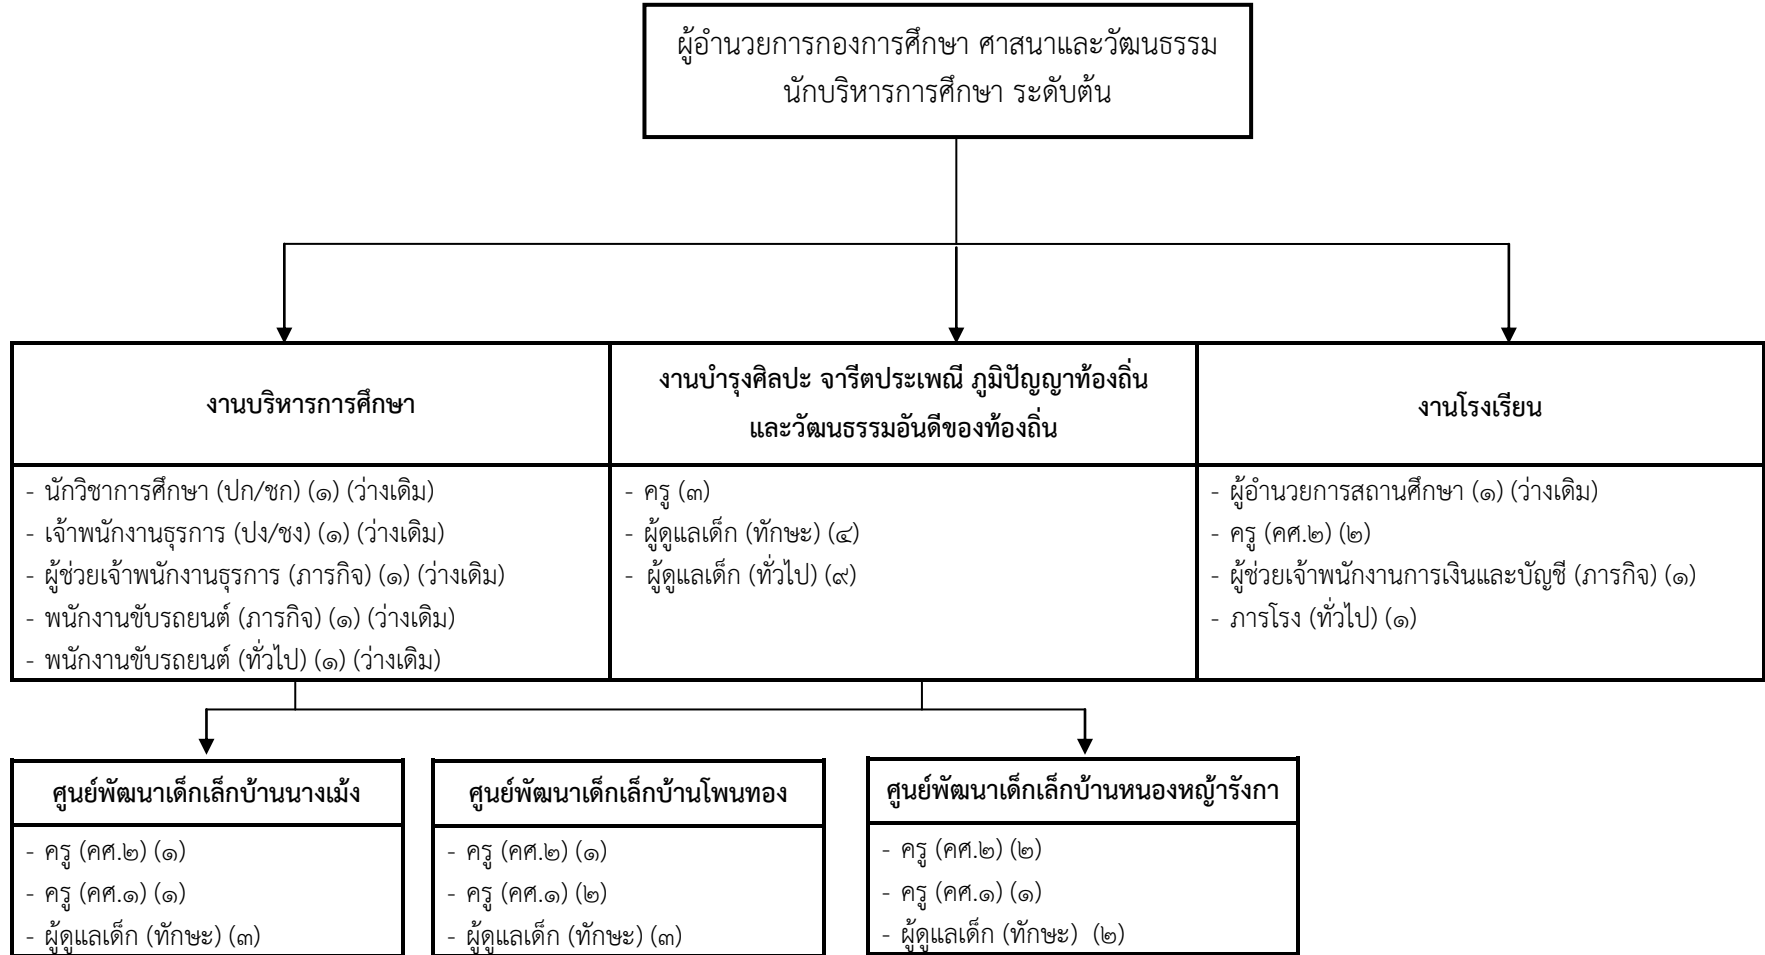 ผู้อำนวยการกองการศึกษา ศาสนาและวัฒนธรรม
นักบริหารการศึกษา ระดับต้น
งานบริหารการศึกษา
- นักวิชาการศึกษา (ปก/ชก) (๑) (ว่างเดิม)
- เจ้าพนักงานธุรการ (ปง/ชง) (๑) (ว่างเดิม)
- ผู้ช่วยเจ้าพนักงานธุรการ (ภารกิจ) (๑) (ว่างเดิม)
- พนักงานขับรถยนต์ (ภารกิจ) (๑) (ว่างเดิม)
- พนักงานขับรถยนต์ (ทั่วไป) (๑) (ว่างเดิม)
งานบำรุงศิลปะ จารีตประเพณี ภูมิปัญญาท้องถิ่น
และวัฒนธรรมอันดีของท้องถิ่น
- ครู (๓)
- ผู้ดูแลเด็ก (ทักษะ) (๔)
- ผู้ดูแลเด็ก (ทั่วไป) (๙)
งานโรงเรียน
- ผู้อำนวยการสถานศึกษา (๑) (ว่างเดิม)
- ครู (คศ.๒) (๒)
- ผู้ช่วยเจ้าพนักงานการเงินและบัญชี (ภารกิจ) (๑)
- ภารโรง (ทั่วไป) (๑)
ศูนย์พัฒนาเด็กเล็กบ้านนางเม้ง
- ครู (คศ.๒) (๑)
- ครู (คศ.๑) (๑)
- ผู้ดูแลเด็ก (ทักษะ) (๓)
ศูนย์พัฒนาเด็กเล็กบ้านโพนทอง
- ครู (คศ.๒) (๑)
- ครู (คศ.๑) (๒)
- ผู้ดูแลเด็ก (ทักษะ) (๓)
ศูนย์พัฒนาเด็กเล็กบ้านหนองหญ้ารังกา
- ครู (คศ.๒) (๒)
- ครู (คศ.๑) (๑)
- ผู้ดูแลเด็ก (ทักษะ) (๒)